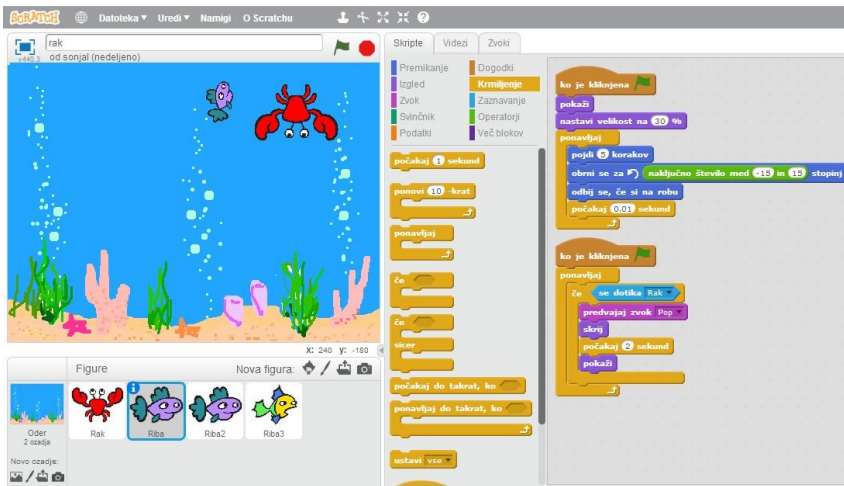 SCRATCH
Datoteka ▾ Uredi ▾ Namigi O Scratchu
v440.3
rak
od sonjal (nedeljeno)
x: 240 y: -180
Figure
Nova figura:
Oder
2 ozadja
Novo ozadje:
Rak
Riba
Riba2
Riba3
Skripte
Videzi
Zvoki
Premikanje
Izgled
Zvok
Svinčnik
Podatki
Dogodki
Krmiljenje
Zaznavanje
Operatorji
Več blokov
počakaj 1 sekund
ponovi 10 -krat
ponavljaj
če
če
sicer
počakaj do takrat, ko
ponavljaj do takrat, ko
ustavi vse
ko je kliknjena
pokaži
nastavi velikost na 30 %
ponavljaj
pojdi 5 korakov
obrni se za naključno število med -15 in 15 stopinj
odbij se, če si na robu
počakaj 0.01 sekund
ko je kliknjena
ponavljaj
če se dotika Rak
predvajaj zvok Pop
skrij
počakaj 2 sekund
pokaži